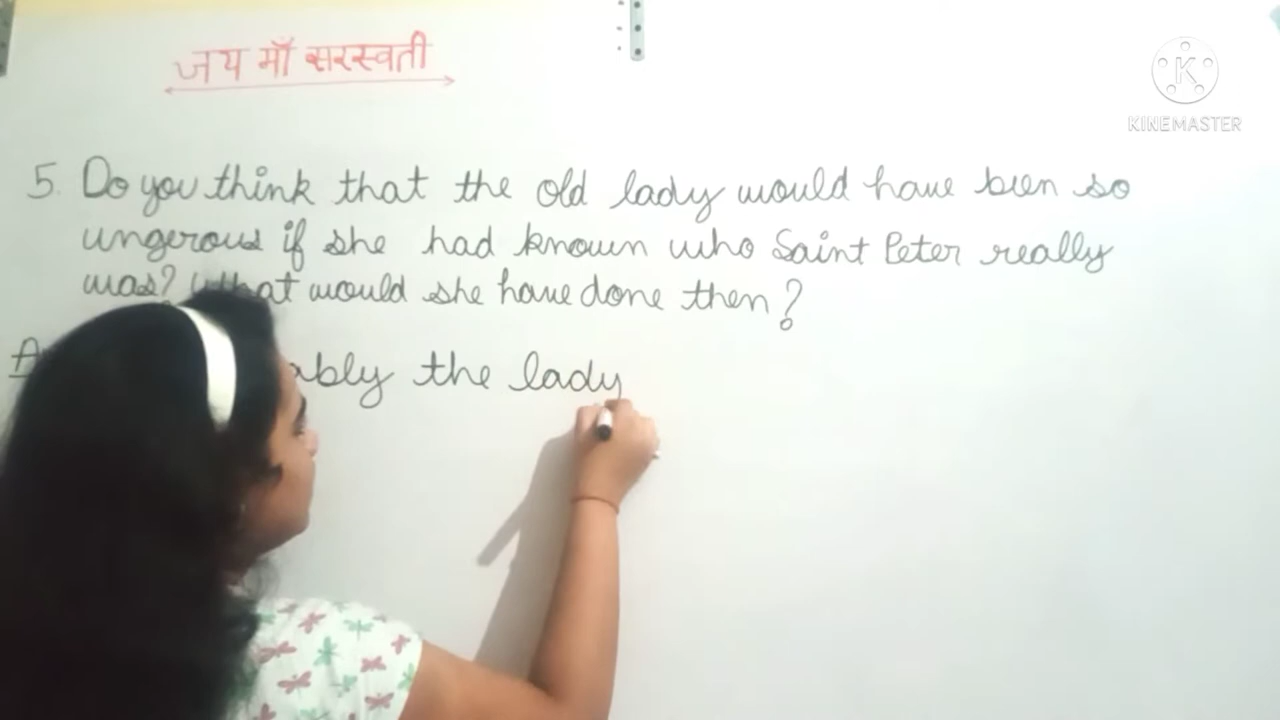 जय माँ सरस्वती
KINEMASTER
5. Do you think that the old lady would have been so
ungerous if she had known who Saint Peter really
was? What would she have done then?
the lady